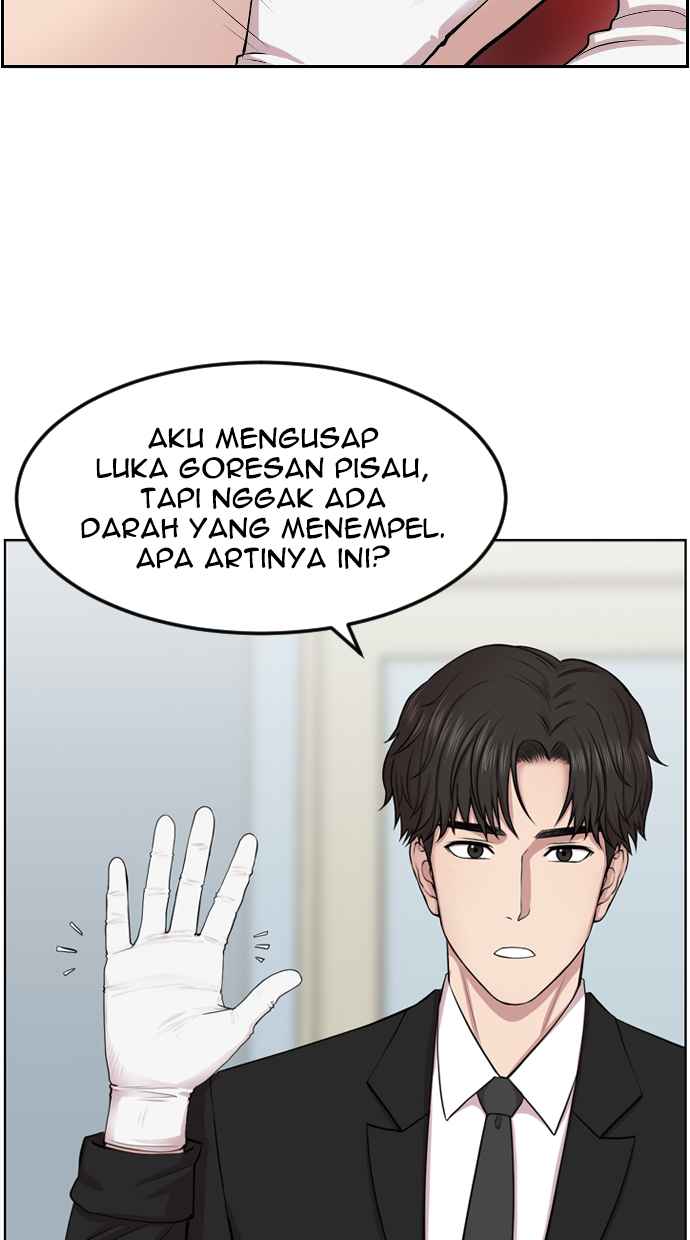 AKU MENGUSAP
LUKA GORESAN PISAU,
TAPI NGGAK ADA
DARAH YANG MENEMPEL.
APA ARTINYA INI?